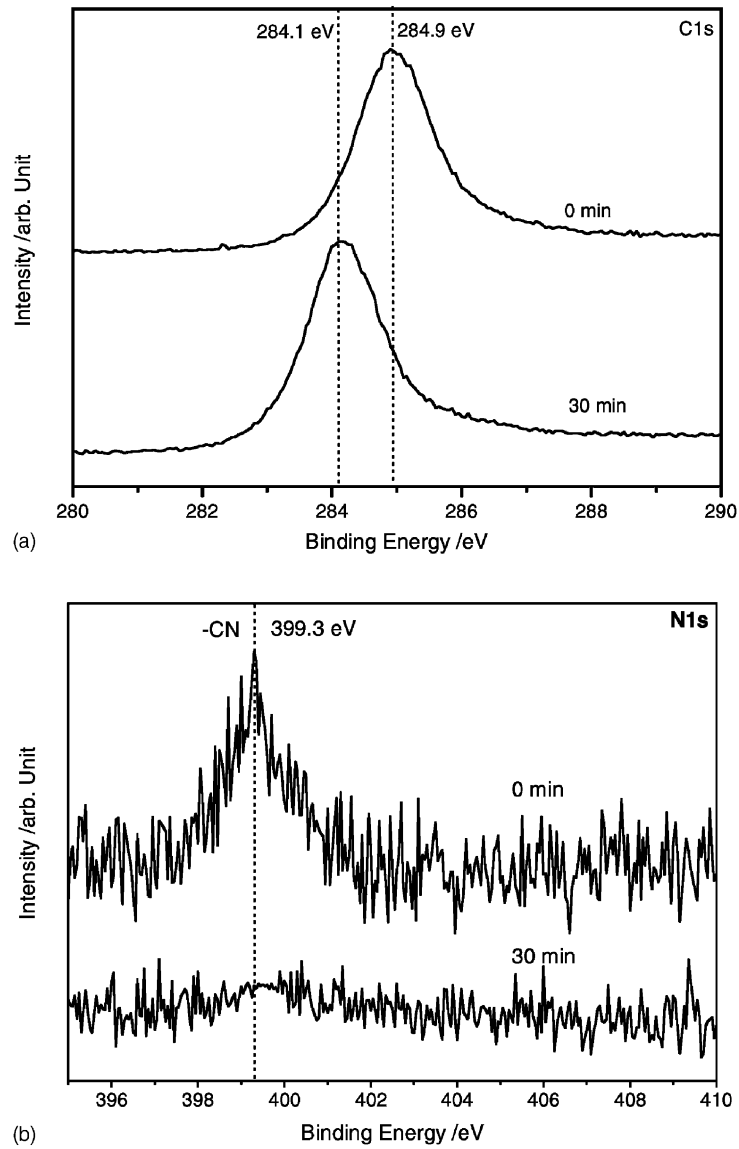 284.1 eV 284.9 eV C1s
0 min
30 min
Intensity /arb. Unit
280 282 284 286 288 290
Binding Energy /eV
(a)
-CN 399.3 eV N1s
0 min
30 min
Intensity /arb. Unit
396 398 400 402 404 406 408 410
Binding Energy /eV
(b)